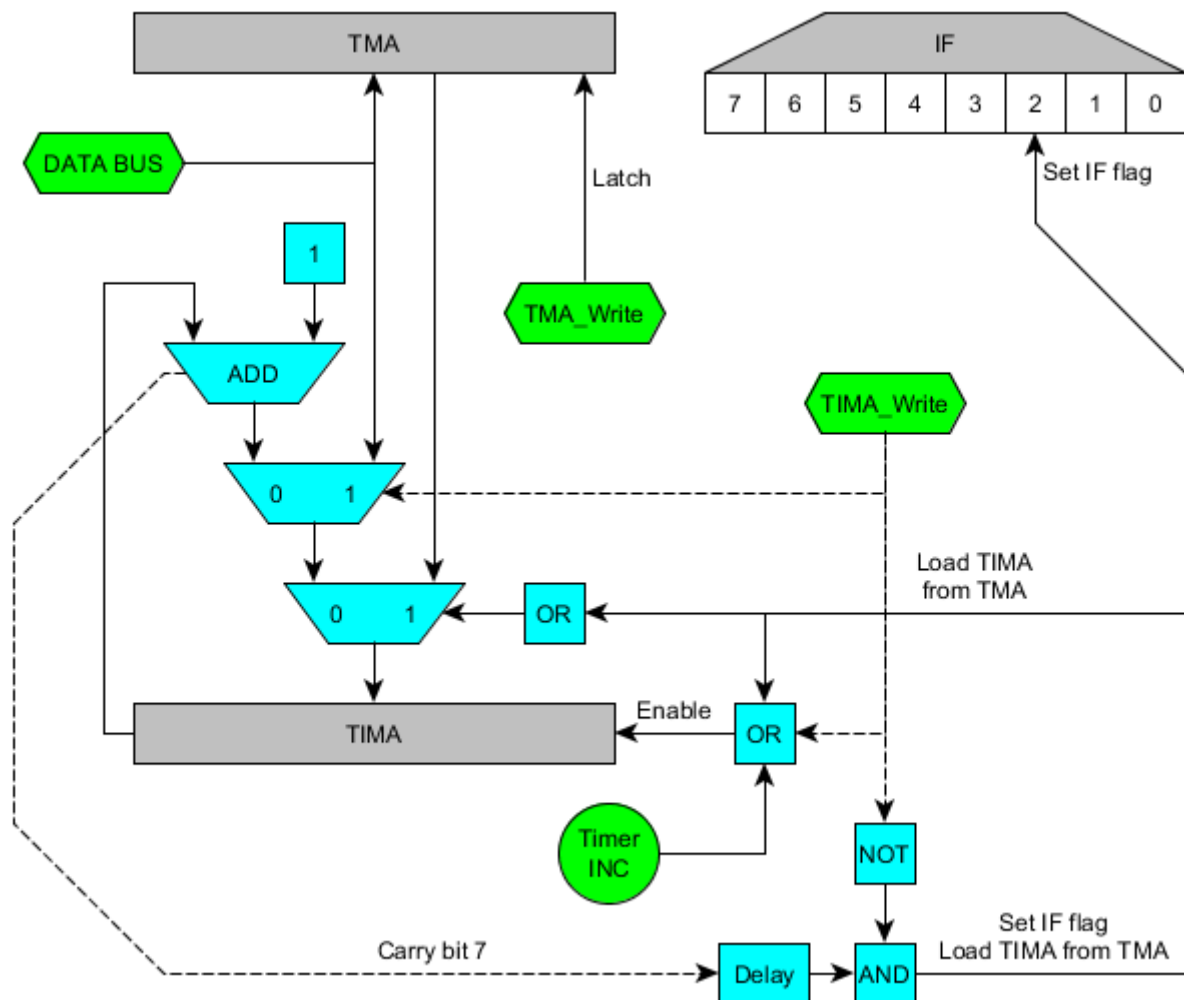 TMA
IF
7 6 5 4 3 2 1 0
DATA BUS
Latch
Set IF flag
1
TMA_Write
ADD
TIMA_Write
0 1
Load TIMA
from TMA
0 1
OR
Enable
TIMA
OR
Timer
INC
NOT
Set IF flag
Carry bit 7
Load TIMA from TMA
Delay
AND